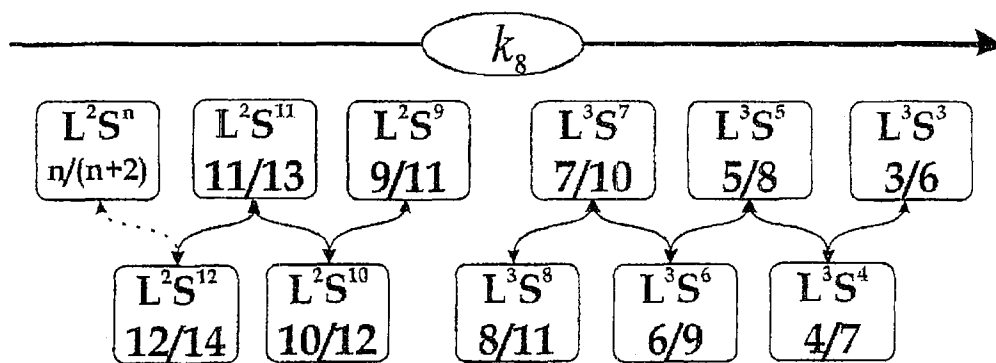 k₈
L²Sⁿ
n/(n+2)
L²S¹¹
11/13
L²S⁹
9/11
L³S⁷
7/10
L³S⁵
5/8
L³S³
3/6
L²S¹²
12/14
L²S¹⁰
10/12
L³S⁸
8/11
L³S⁶
6/9
L³S⁴
4/7